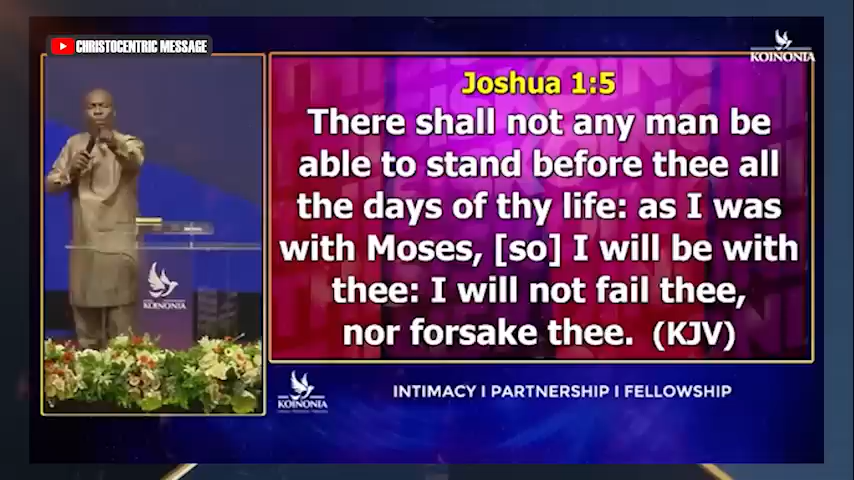 CHRISTOCENTRIC MESSAGE
KOINONIA
Joshua 1:5
There shall not any man be
able to stand before thee all
the days of thy life: as I was
with Moses, [so] I will be with
thee: I will not fail thee,
nor forsake thee. (KJV)
KOINONIA
KOINONIA
INTIMACY I PARTNERSHIP I FELLOWSHIP